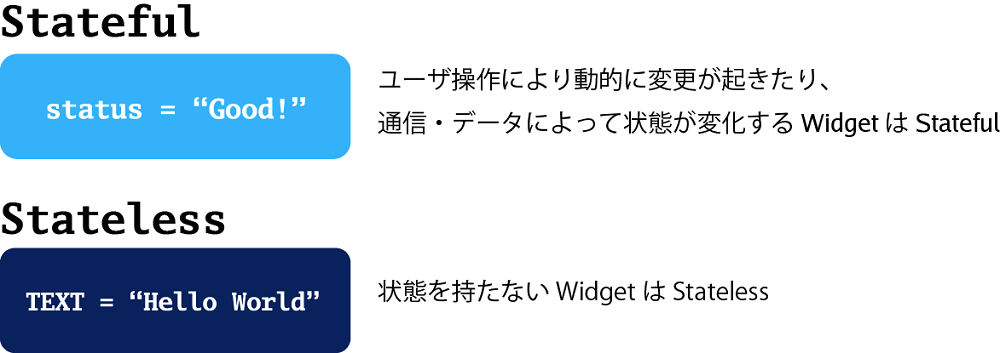 Stateful
status = “Good!”
ユーザ操作により動的に変更が起きたり、
通信・データによって状態が変化する Widget は Stateful
Stateless
TEXT = “Hello World”
状態を持たない Widget は Stateless